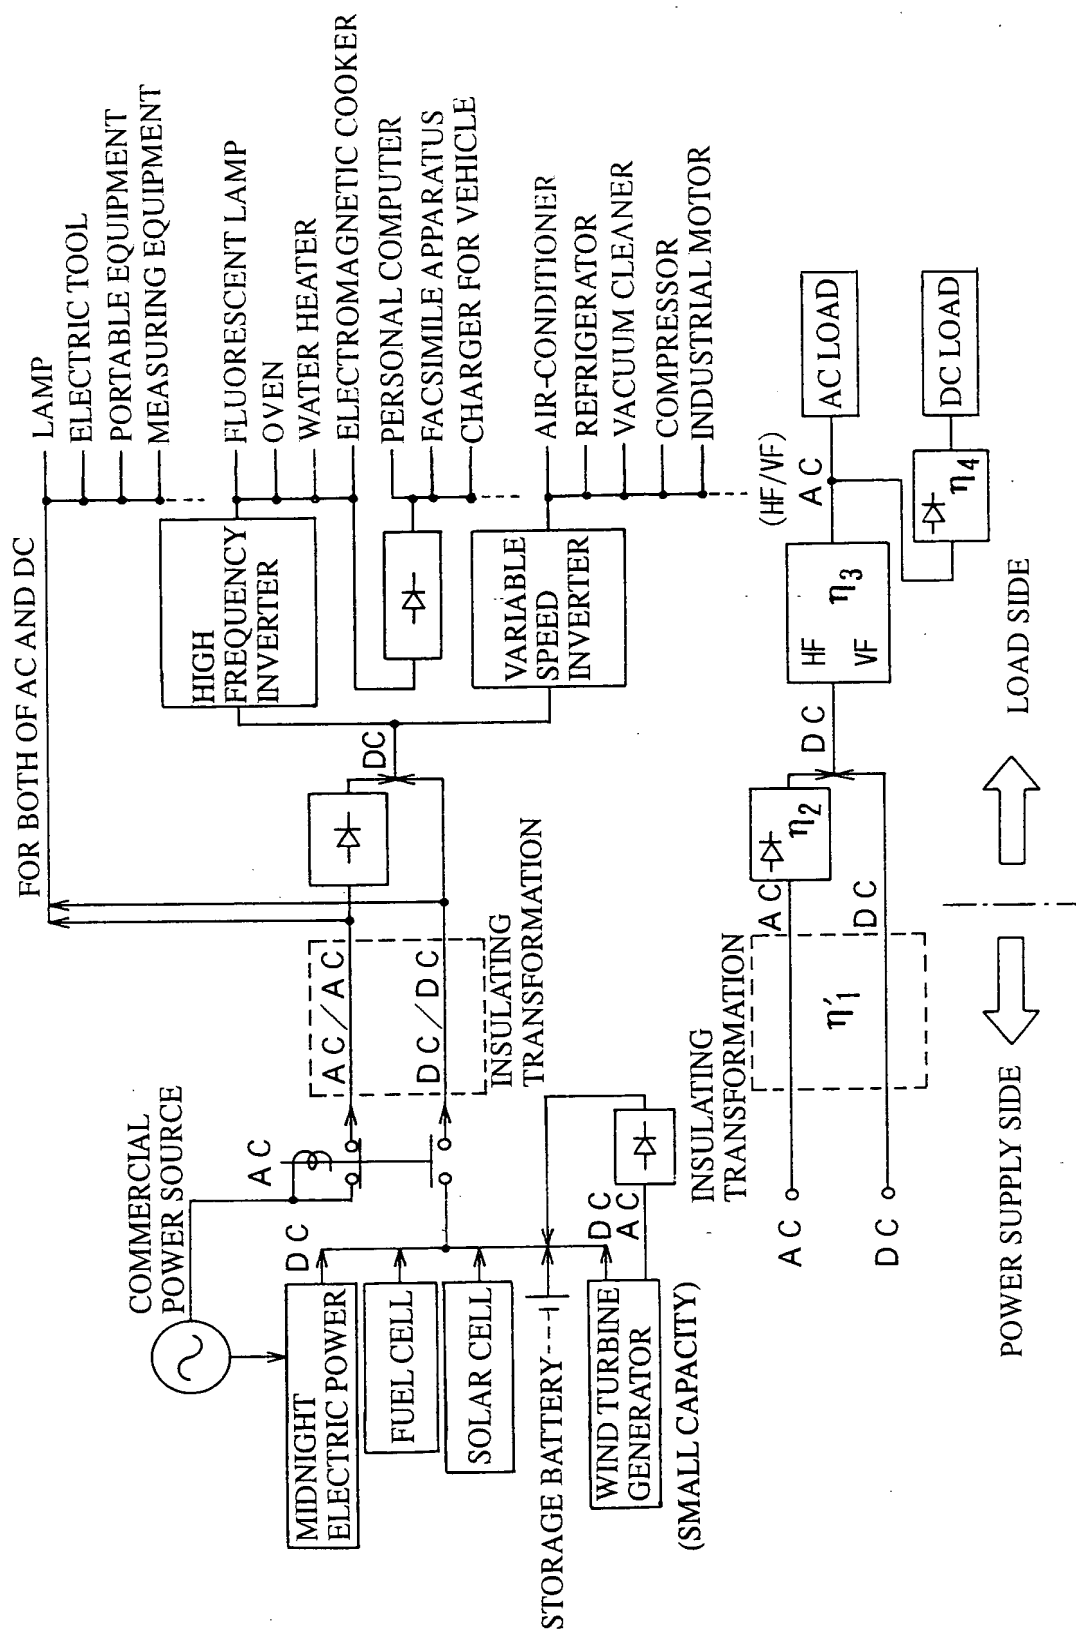 FOR BOTH OF AC AND DC
LAMP
ELECTRIC TOOL
PORTABLE EQUIPMENT
MEASURING EQUIPMENT
COMMERCIAL
POWER SOURCE
AC
DC
MIDNIGHT
ELECTRIC POWER
FUEL CELL
SOLAR CELL
STORAGE BATTERY
WIND TURBINE
GENERATOR
(SMALL CAPACITY)
DC
AC
AC/AC
DC/DC
INSULATING
TRANSFORMATION
DC
HIGH
FREQUENCY
INVERTER
FLUORESCENT LAMP
OVEN
WATER HEATER
ELECTROMAGNETIC COOKER
PERSONAL COMPUTER
FACSIMILE APPARATUS
CHARGER FOR VEHICLE
VARIABLE
SPEED
INVERTER
AIR-CONDITIONER
REFRIGERATOR
VACUUM CLEANER
COMPRESSOR
INDUSTRIAL MOTOR
INSULATING
TRANSFORMATION
AC
DC
η'1
AC
DC
η2
DC
HF
VF
η3
(HF/VF)
AC
η4
AC LOAD
DC LOAD
POWER SUPPLY SIDE
LOAD SIDE